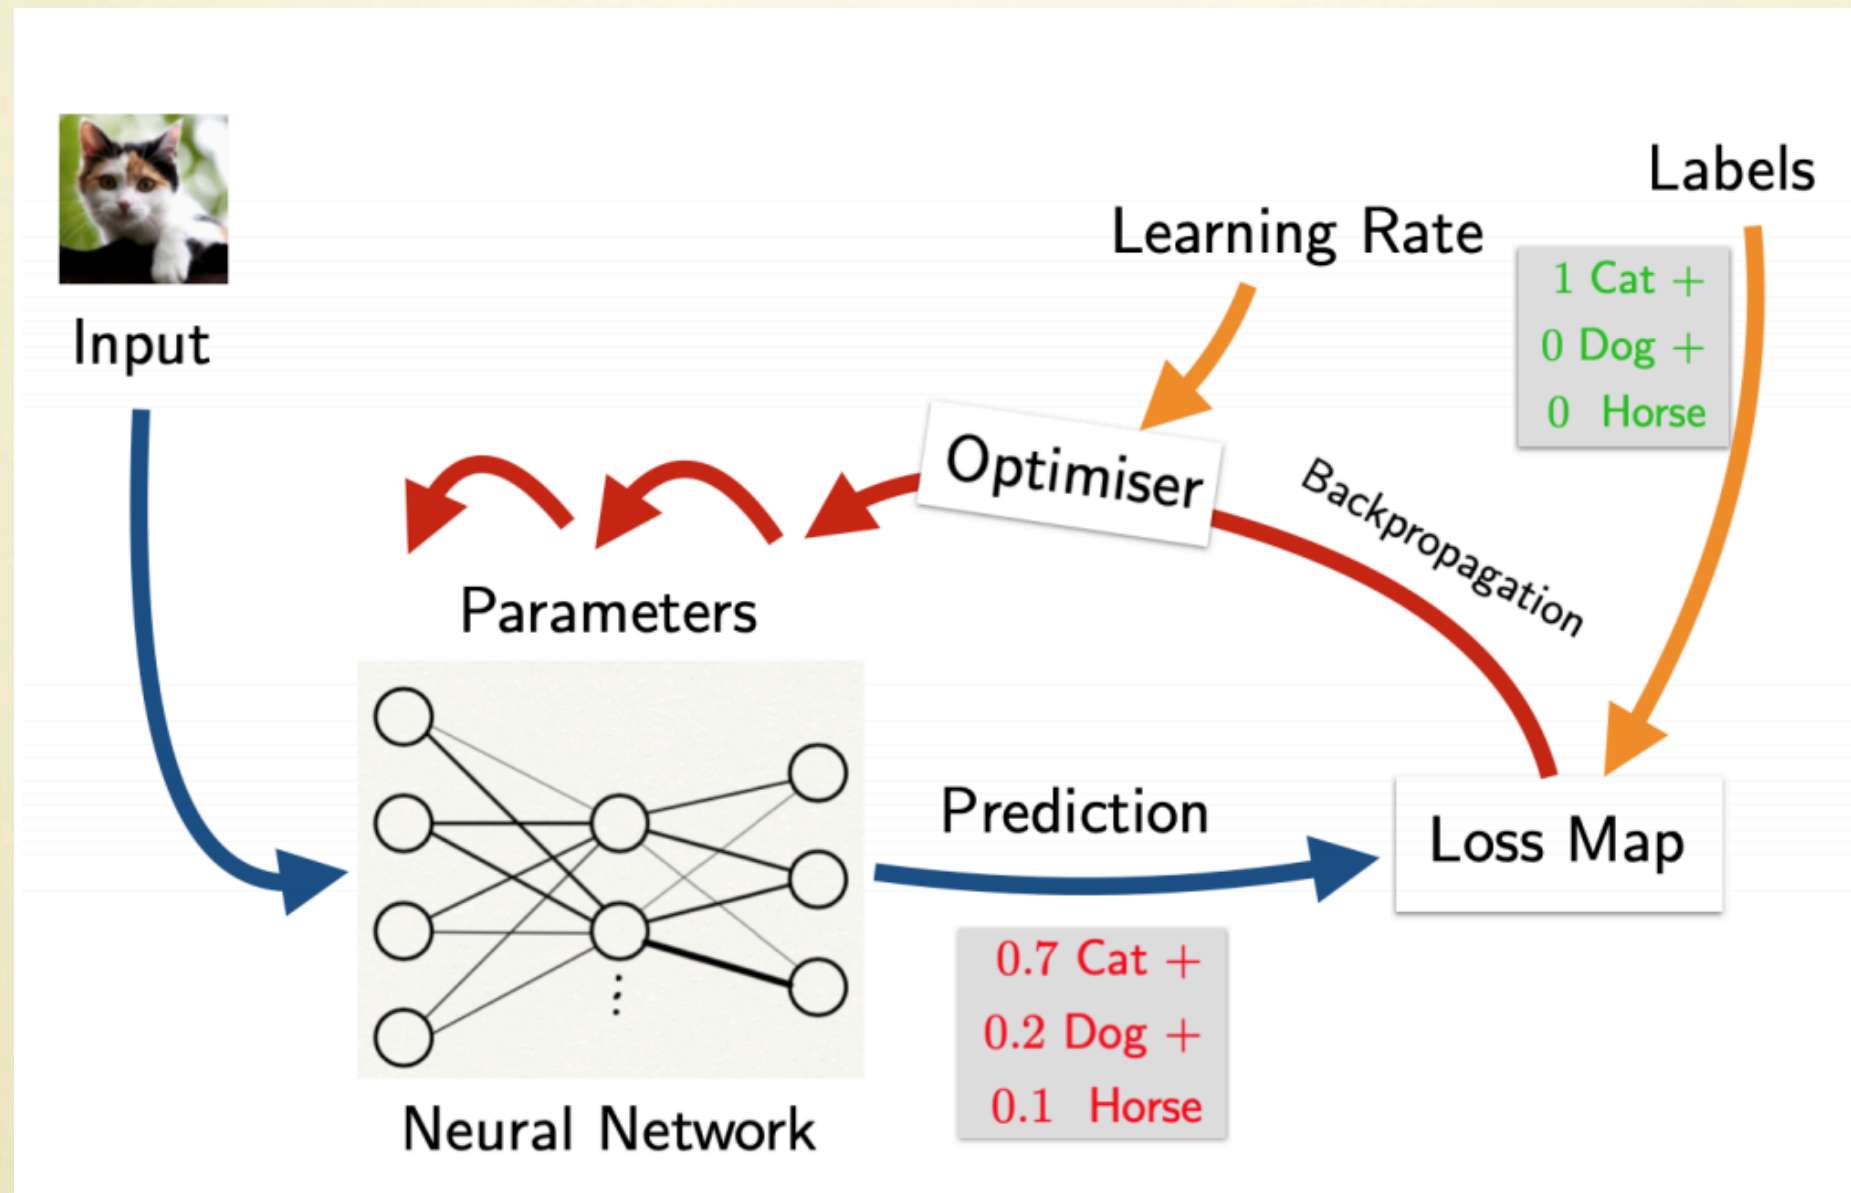 Labels
Learning Rate
1 Cat +
0 Dog +
0 Horse
Input
Optimiser
Backpropagation
Parameters
Prediction
Loss Map
0.7 Cat +
0.2 Dog +
0.1 Horse
Neural Network